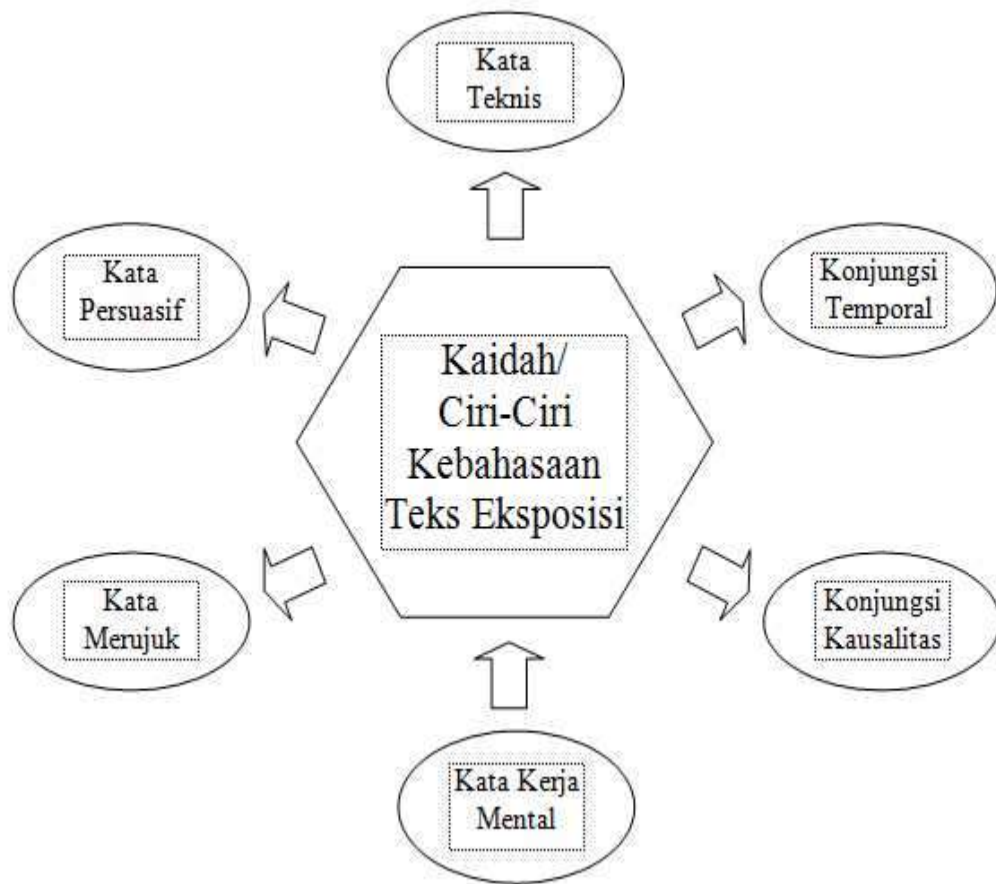 Kata
Teknis
Kata
Persuasif
Konjungsi
Temporal
Kaidah/
Ciri-Ciri
Kebahasaan
Teks Eksposisi
Kata
Merujuk
Konjungsi
Kausalitas
Kata Kerja
Mental